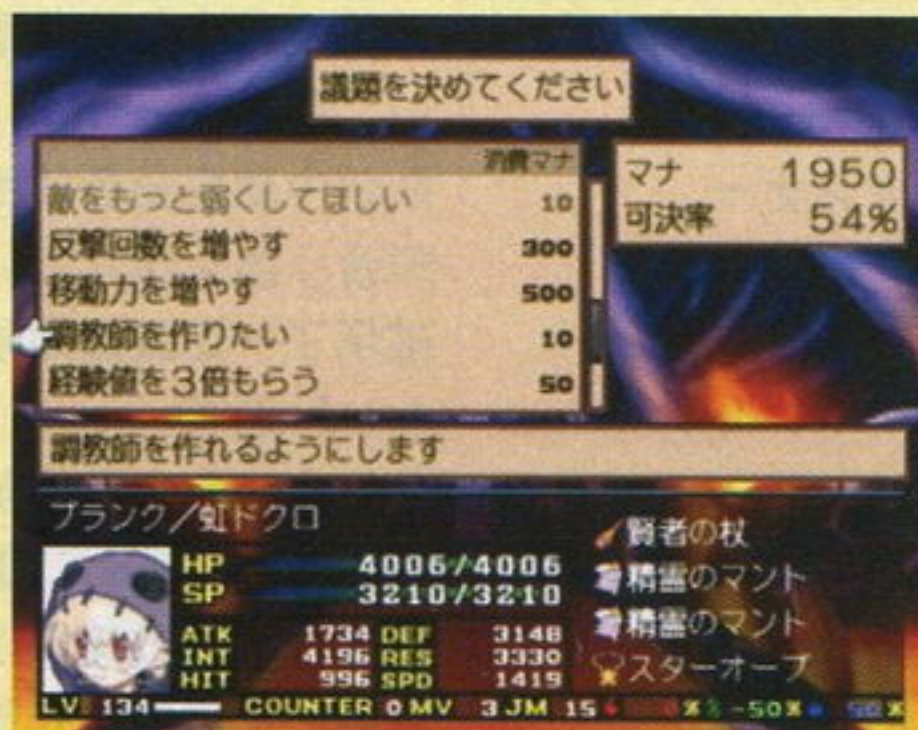 議題を決めてください
消費マナ
敵をもっと弱くしてほしい 10
反撃回数を増やす 300
移動力を増やす 500
調教師を作りたい 10
経験値を3倍もらう 50
マナ 1950
可決率 54%
調教師を作れるようにします
ブランク/虹ドクロ
HP 4006/4006
SP 3210/3210
ATK 1734 DEF 3148
INT 4196 RES 3330
HIT 996 SPD 1419
賢者の杖
精霊のマント
精霊のマント
スターオーブ
LV 134 COUNTER 0 MV 3 JM 15 0% -50% 50%